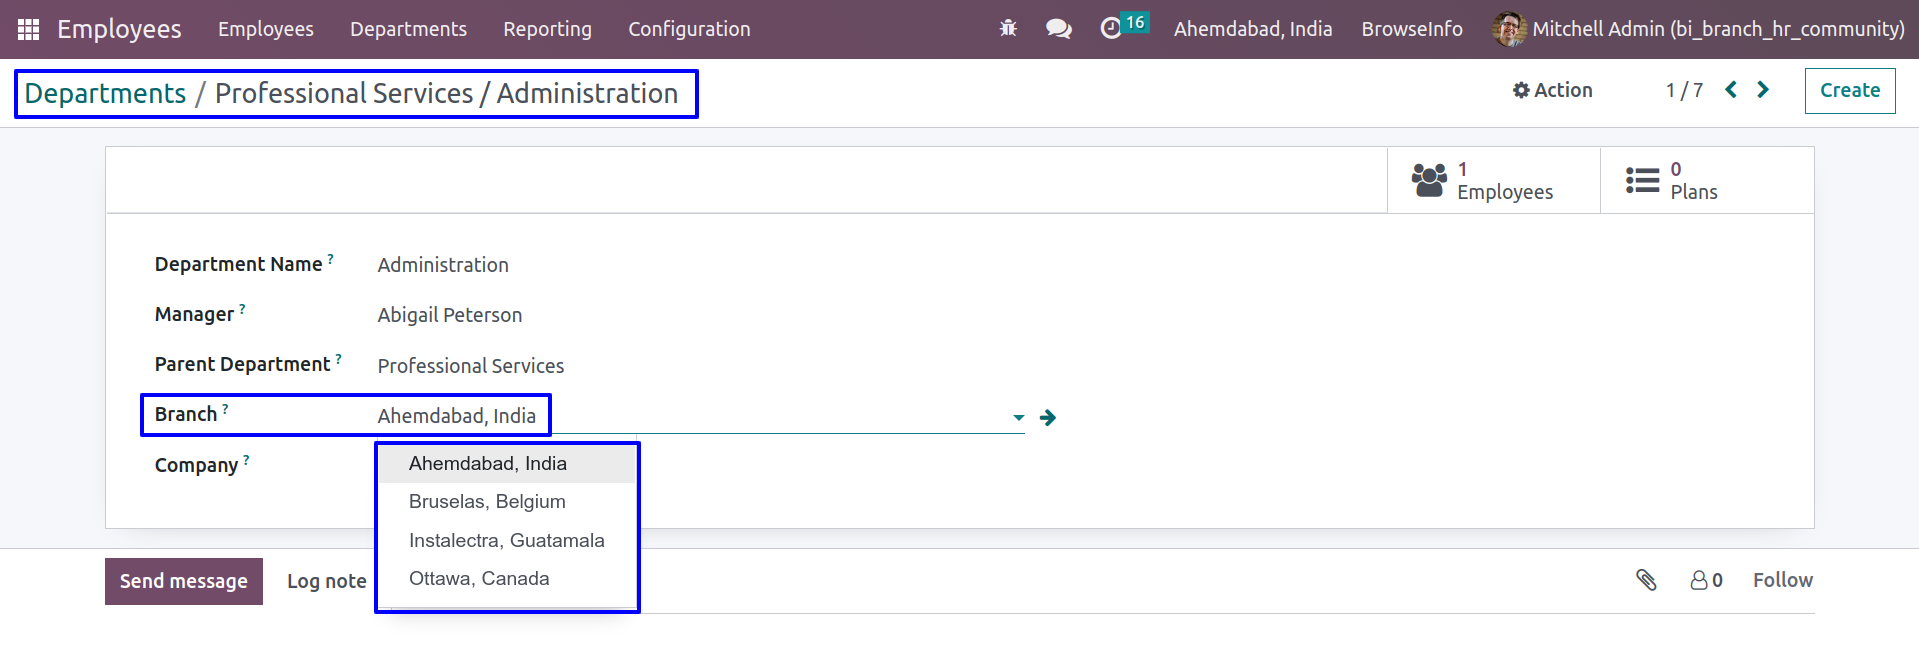 Employees Employees Departments Reporting Configuration 16 Ahemdabad, India BrowseInfo Mitchell Admin (bi_branch_hr_community)
Departments / Professional Services / Administration Action 1 / 7 Create
1 Employees
0 Plans
Department Name ? Administration
Manager ? Abigail Peterson
Parent Department ? Professional Services
Branch ? Ahemdabad, India
Company ?
Ahemdabad, India
Bruselas, Belgium
Instalectra, Guatamala
Ottawa, Canada
Send message Log note 0 Follow